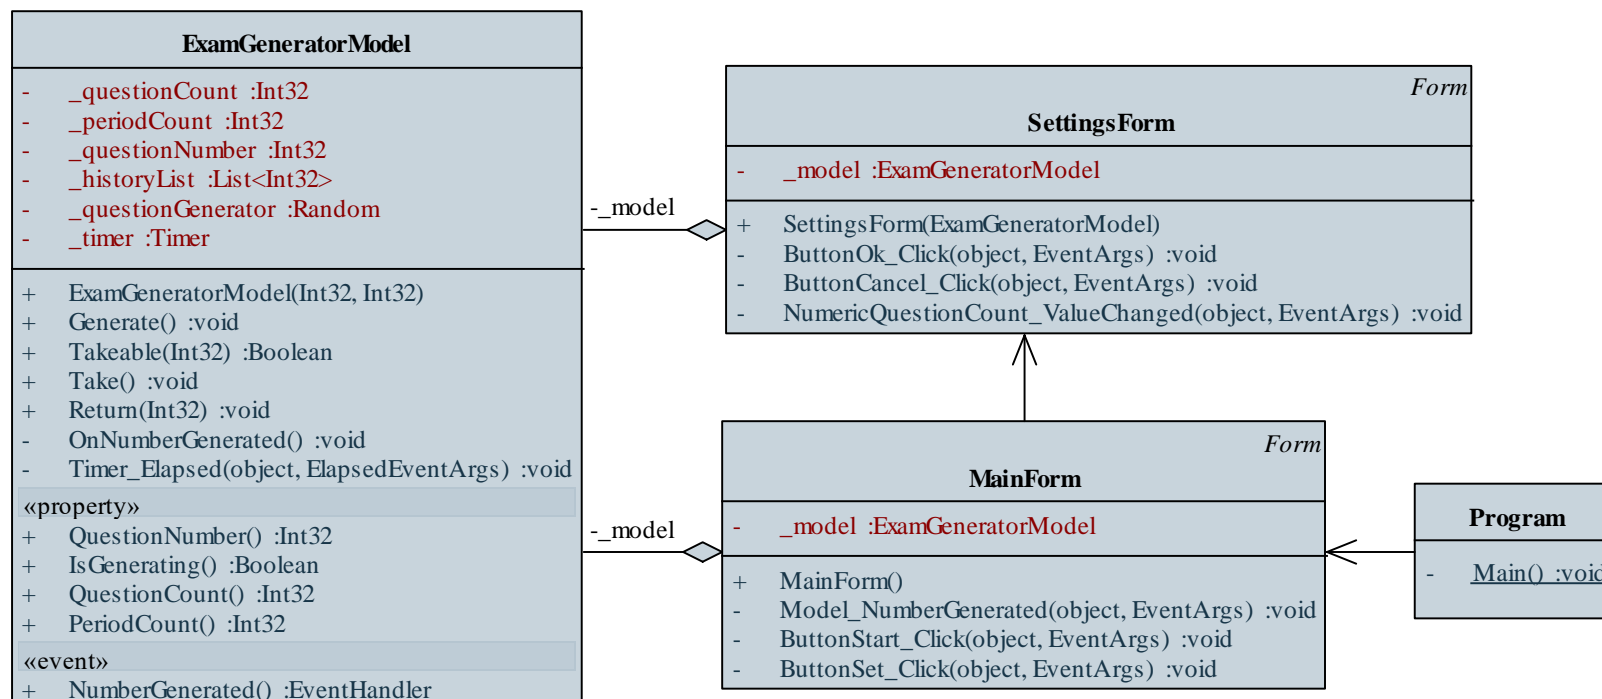 ExamGeneratorModel
- _questionCount :Int32
- _periodCount :Int32
- _questionNumber :Int32
- _historyList :List<Int32>
- _questionGenerator :Random
- _timer :Timer
+ ExamGeneratorModel(Int32, Int32)
+ Generate() :void
+ Takeable(Int32) :Boolean
+ Take() :void
+ Return(Int32) :void
- OnNumberGenerated() :void
- Timer_Elapsed(object, ElapsedEventArgs) :void
«property»
+ QuestionNumber() :Int32
+ IsGenerating() :Boolean
+ QuestionCount() :Int32
+ PeriodCount() :Int32
«event»
+ NumberGenerated() :EventHandler
-_model
-_model
Form
SettingsForm
- _model :ExamGeneratorModel
+ SettingsForm(ExamGeneratorModel)
- ButtonOk_Click(object, EventArgs) :void
- ButtonCancel_Click(object, EventArgs) :void
- NumericQuestionCount_ValueChanged(object, EventArgs) :void
Form
MainForm
- _model :ExamGeneratorModel
+ MainForm()
- Model_NumberGenerated(object, EventArgs) :void
- ButtonStart_Click(object, EventArgs) :void
- ButtonSet_Click(object, EventArgs) :void
Program
- Main() :void